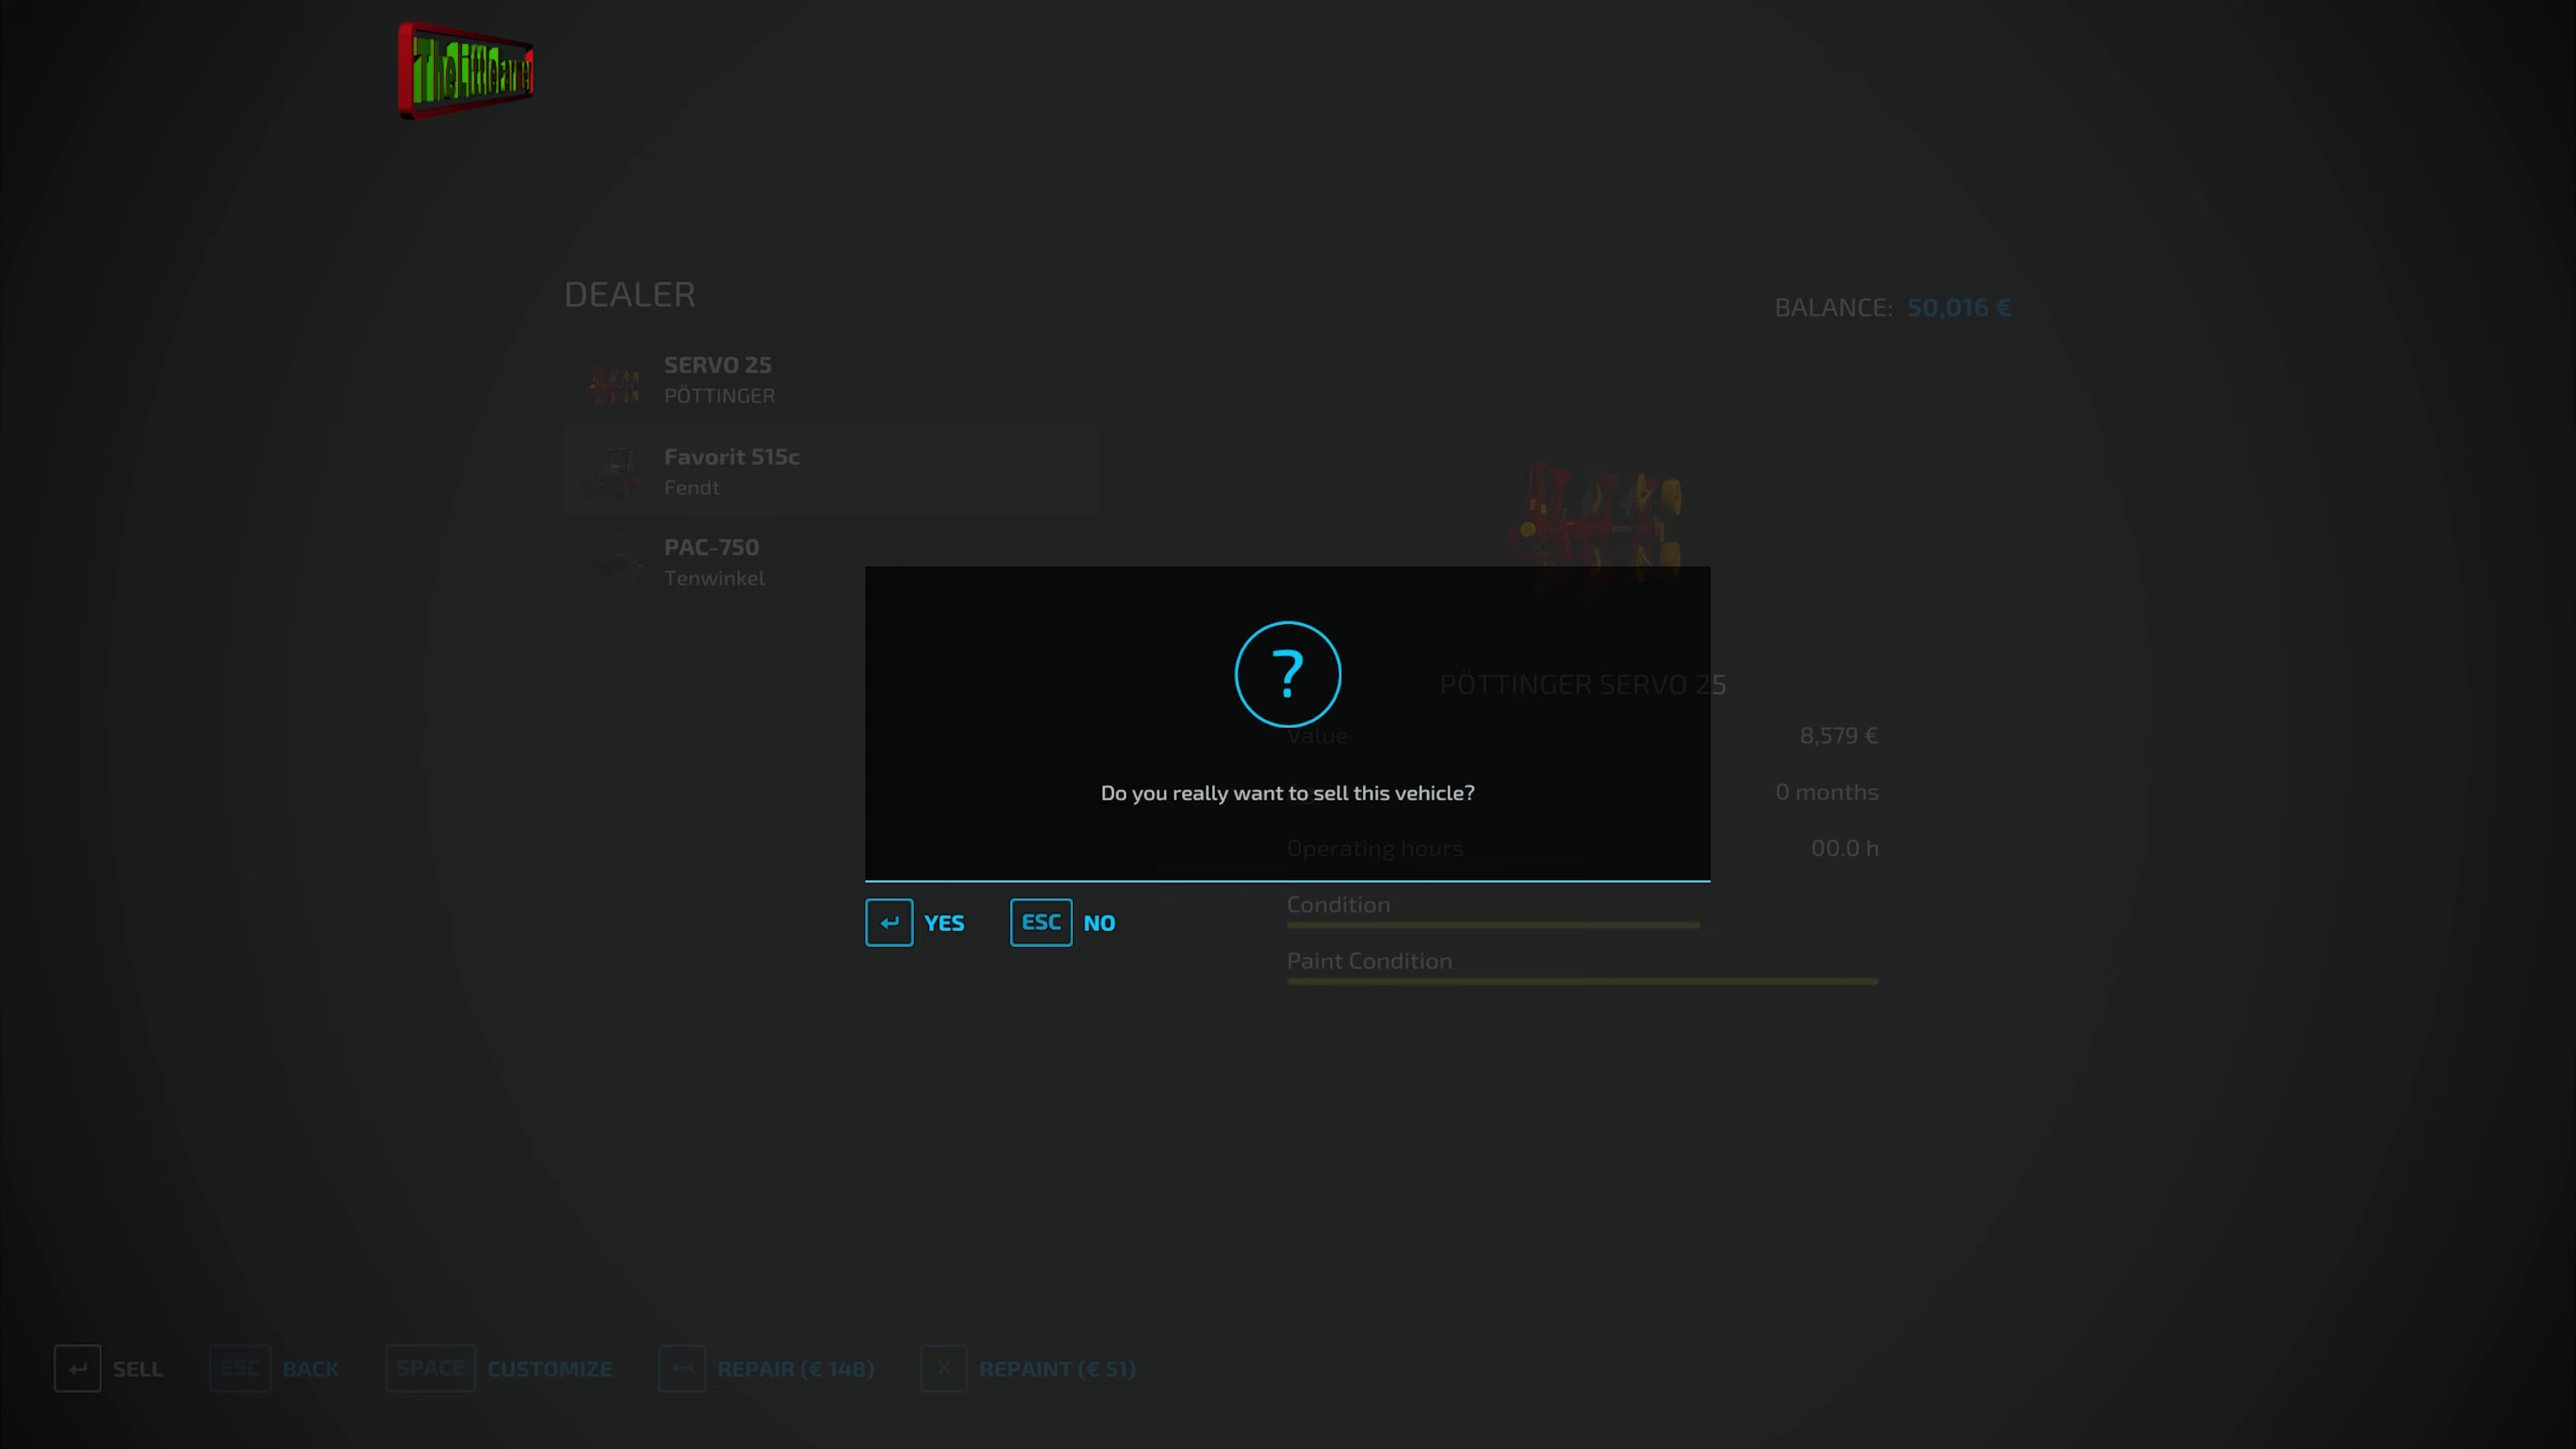 TheLittleFarmer
DEALER
BALANCE: 50,016 €
SERVO 25
PÖTTINGER
Favorit 515c
Fendt
PAC-750
Tenwinkel
?
PÖTTINGER SERVO 25
Value 8,579 €
Do you really want to sell this vehicle?
0 months
Operating hours 00.0 h
Condition
↵ YES ESC NO
Paint Condition
↵ SELL ESC BACK SPACE CUSTOMIZE REPAIR (€ 148) X REPAINT (€ 51)